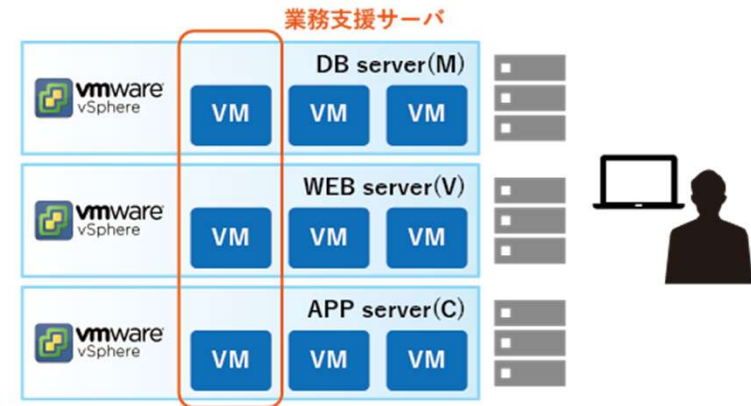 業務支援サーバ
DB server(M)
vmware
vSphere
VM VM VM
WEB server(V)
vmware
vSphere
VM VM VM
APP server(C)
vmware
vSphere
VM VM VM